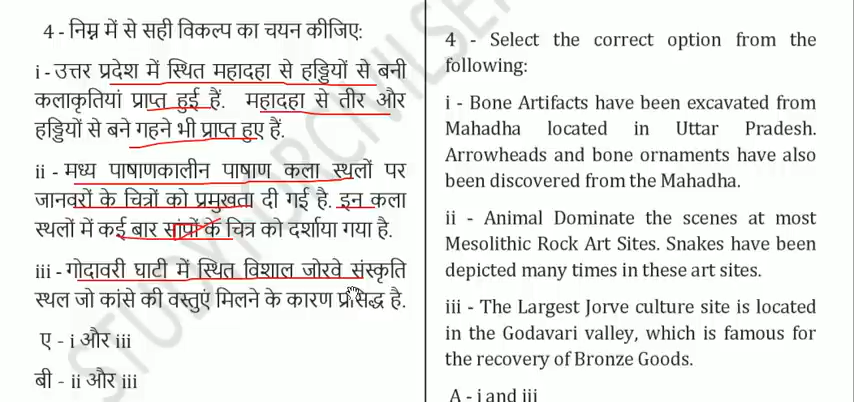 4 - निम्न में से सही विकल्प का चयन कीजिए:
i - उत्तर प्रदेश में स्थित महादहा से हड्डियों से बनी
कलाकृतियां प्राप्त हुई हैं. महादहा से तीर और
हड्डियों से बने गहने भी प्राप्त हुए हैं.
ii - मध्य पाषाणकालीन पाषाण कला स्थलों पर
जानवरों के चित्रों को प्रमुखता दी गई है. इन कला
स्थलों में कई बार सांपों के चित्र को दर्शाया गया है.
iii - गोदावरी घाटी में स्थित विशाल जोरवे संस्कृति
स्थल जो कांसे की वस्तुएं मिलने के कारण प्रसिद्ध है.
ए - i और iii
बी - ii और iii
4 - Select the correct option from the
following:
i - Bone Artifacts have been excavated from
Mahadha located in Uttar Pradesh.
Arrowheads and bone ornaments have also
been discovered from the Mahadha.
ii - Animal Dominate the scenes at most
Mesolithic Rock Art Sites. Snakes have been
depicted many times in these art sites.
iii - The Largest Jorve culture site is located
in the Godavari valley, which is famous for
the recovery of Bronze Goods.
A - i and iii
STUDYFORCIVILSER